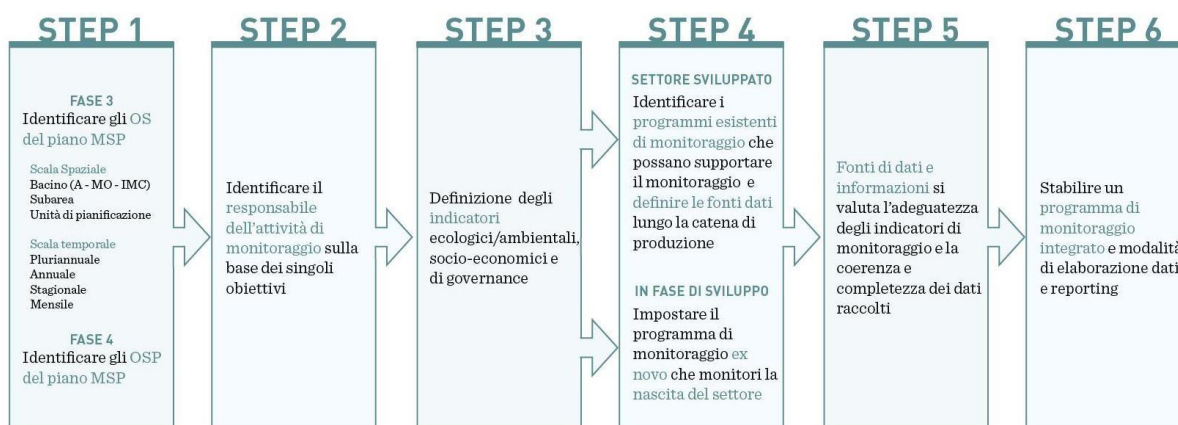 STEP 1
FASE 3
Identificare gli OS
del piano MSP
Scala Spaziale
Bacino (A - MO - IMC)
Subarea
Unità di pianificazione
Scala temporale
Pluriannuale
Annuale
Stagionale
Mensile
FASE 4
Identificare gli OSP
del piano MSP
STEP 2
Identificare il
responsabile
dell'attività di
monitoraggio sulla
base dei singoli
obiettivi
STEP 3
Definizione degli
indicatori
ecologici/ambientali,
socio-economici e
di governance
STEP 4
SETTORE SVILUPPATO
Identificare i
programmi esistenti
di monitoraggio che
possano supportare
il monitoraggio e
definire le fonti dati
lungo la catena di
produzione
IN FASE DI SVILUPPO
Impostare il
programma di
monitoraggio ex
novo che monitori la
nascita del settore
STEP 5
Fonti di dati e
informazioni si
valuta l'adeguatezza
degli indicatori di
monitoraggio e la
coerenza e
completezza dei dati
raccolti
STEP 6
Stabilire un
programma di
monitoraggio
integrato e modalità
di elaborazione dati
e reporting